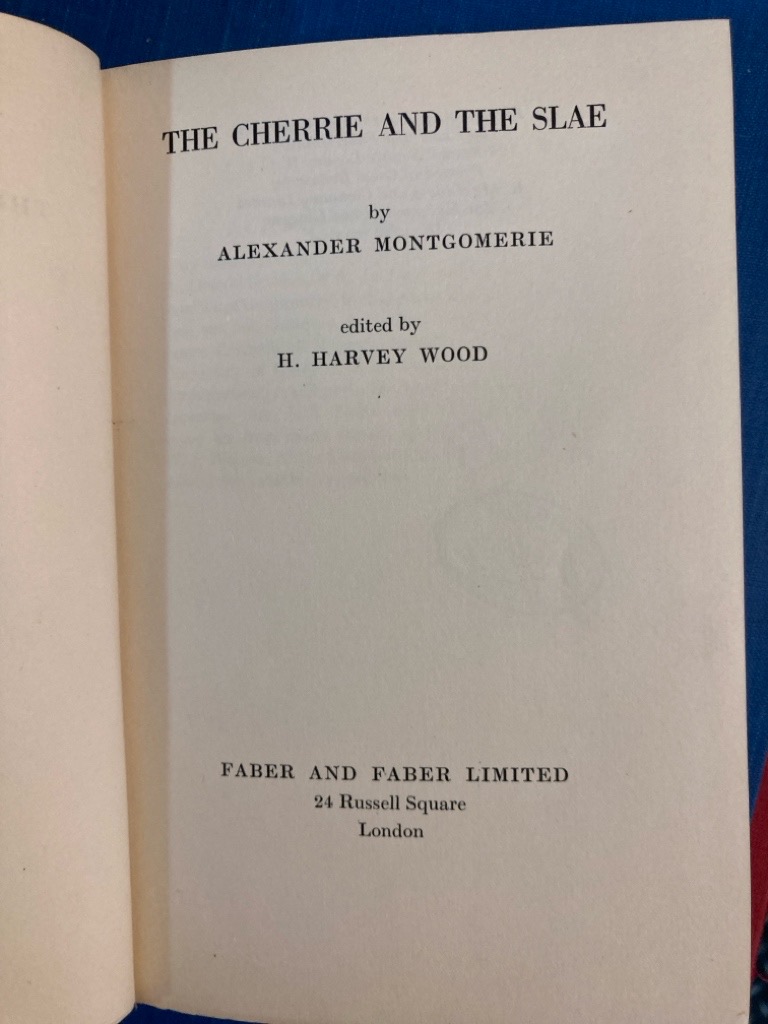 THE CHERRIE AND THE SLAE
by
ALEXANDER MONTGOMERIE
edited by
H. HARVEY WOOD
FABER AND FABER LIMITED
24 Russell Square
London